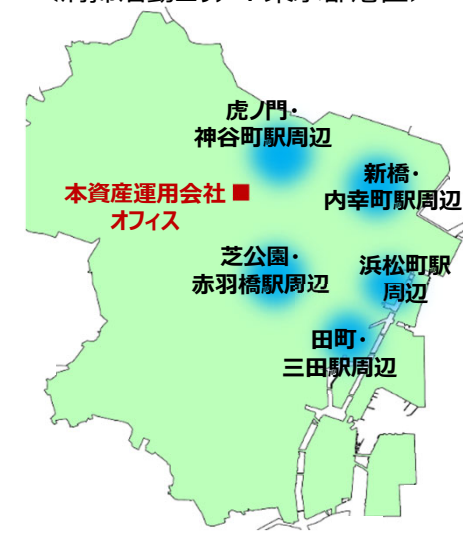 虎ノ門・
神谷町駅周辺
新橋・
内幸町駅周辺
本資産運用会社
オフィス
芝公園・
赤羽橋駅周辺
浜松町駅
周辺
田町・
三田駅周辺